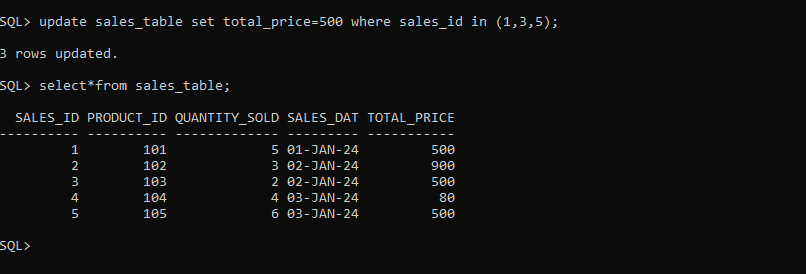 SQL> update sales_table set total_price=500 where sales_id in (1,3,5);
3 rows updated.
SQL> select*from sales_table;
SALES_ID PRODUCT_ID QUANTITY_SOLD SALES_DAT TOTAL_PRICE
---------- ---------- ------------- --------- -----------
1 101 5 01-JAN-24 500
2 102 3 02-JAN-24 900
3 103 2 02-JAN-24 500
4 104 4 03-JAN-24 80
5 105 6 03-JAN-24 500
SQL>